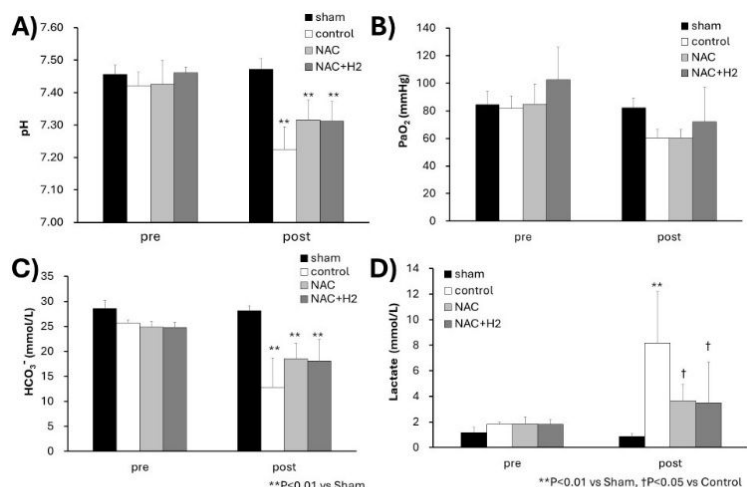 A)
sham
control
NAC
NAC+H2
7.60
7.50
7.40
7.30
7.20
7.10
7.00
pH
** ** **
pre post
B)
sham
control
NAC
NAC+H2
140
120
100
80
60
40
20
0
PaO₂ (mmHg)
pre post
C)
sham
control
NAC
NAC+H2
35
30
25
20
15
10
5
0
HCO₃⁻ (mmol/L)
** ** **
pre post
**P<0.01 vs Sham
D)
sham
control
NAC
NAC+H2
14
12
10
8
6
4
2
0
Lactate (mmol/L)
** † †
pre post
**P<0.01 vs Sham, †P<0.05 vs Control